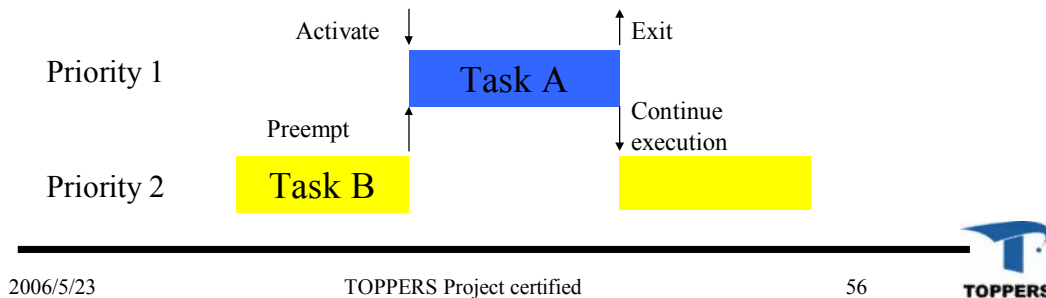 Activate
Exit
Priority 1
Task A
Preempt
Continue
execution
Priority 2
Task B
2006/5/23 TOPPERS Project certified 56
TOPPERS